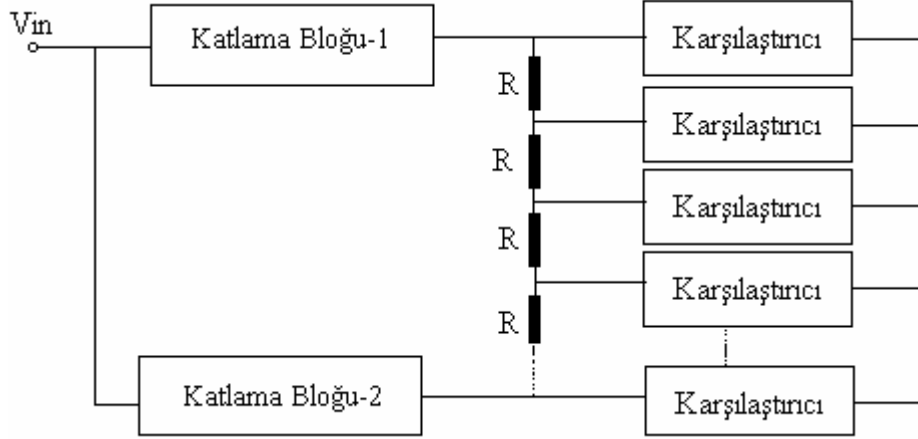 Vin
Katlama Bloğu-1
Karşılaştırıcı
R
Karşılaştırıcı
R
Karşılaştırıcı
R
Karşılaştırıcı
R
Katlama Bloğu-2
Karşılaştırıcı